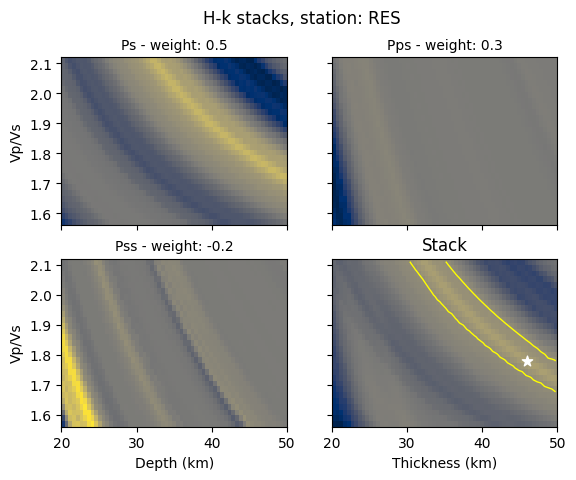 H-k stacks, station: RES
Ps - weight: 0.5
Pps - weight: 0.3
2.1
2.0
1.9
1.8
1.7
1.6
Vp/Vs
Pss - weight: -0.2
Stack
2.1
2.0
1.9
1.8
1.7
1.6
Vp/Vs
20 30 40 50
20 30 40 50
Depth (km)
Thickness (km)